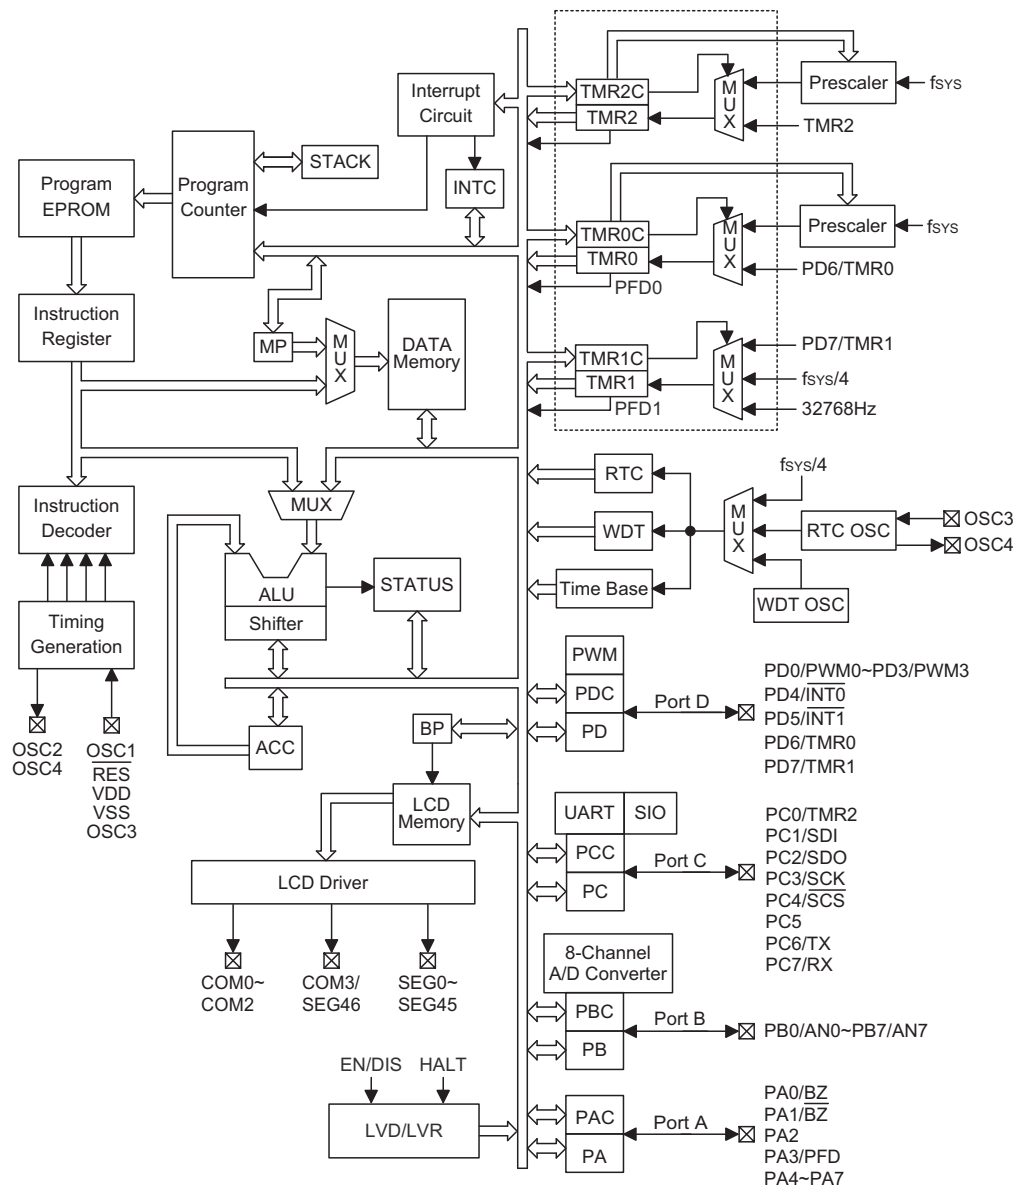 Interrupt
Circuit
STACK
INTC
Program
EPROM
Program
Counter
Instruction
Register
MP
MUX
DATA
Memory
MUX
Instruction
Decoder
ALU
Shifter
STATUS
Timing
Generation
OSC2
OSC4
OSC1
RES
VDD
VSS
OSC3
ACC
BP
LCD
Memory
LCD Driver
COM0~
COM2
COM3/
SEG46
SEG0~
SEG45
EN/DIS
HALT
LVD/LVR
TMR2C
TMR2
MUX
Prescaler
fSYS
TMR2
TMR0C
TMR0
PFD0
MUX
Prescaler
fSYS
PD6/TMR0
TMR1C
TMR1
PFD1
MUX
PD7/TMR1
fSYS/4
32768Hz
RTC
WDT
Time Base
MUX
fSYS/4
RTC OSC
OSC3
OSC4
WDT OSC
PWM
PDC
PD
Port D
PD0/PWM0~PD3/PWM3
PD4/INT0
PD5/INT1
PD6/TMR0
PD7/TMR1
UART
SIO
PCC
PC
Port C
PC0/TMR2
PC1/SDI
PC2/SDO
PC3/SCK
PC4/SCS
PC5
PC6/TX
PC7/RX
8-Channel
A/D Converter
PBC
PB
Port B
PB0/AN0~PB7/AN7
PAC
PA
Port A
PA0/BZ
PA1/BZ
PA2
PA3/PFD
PA4~PA7